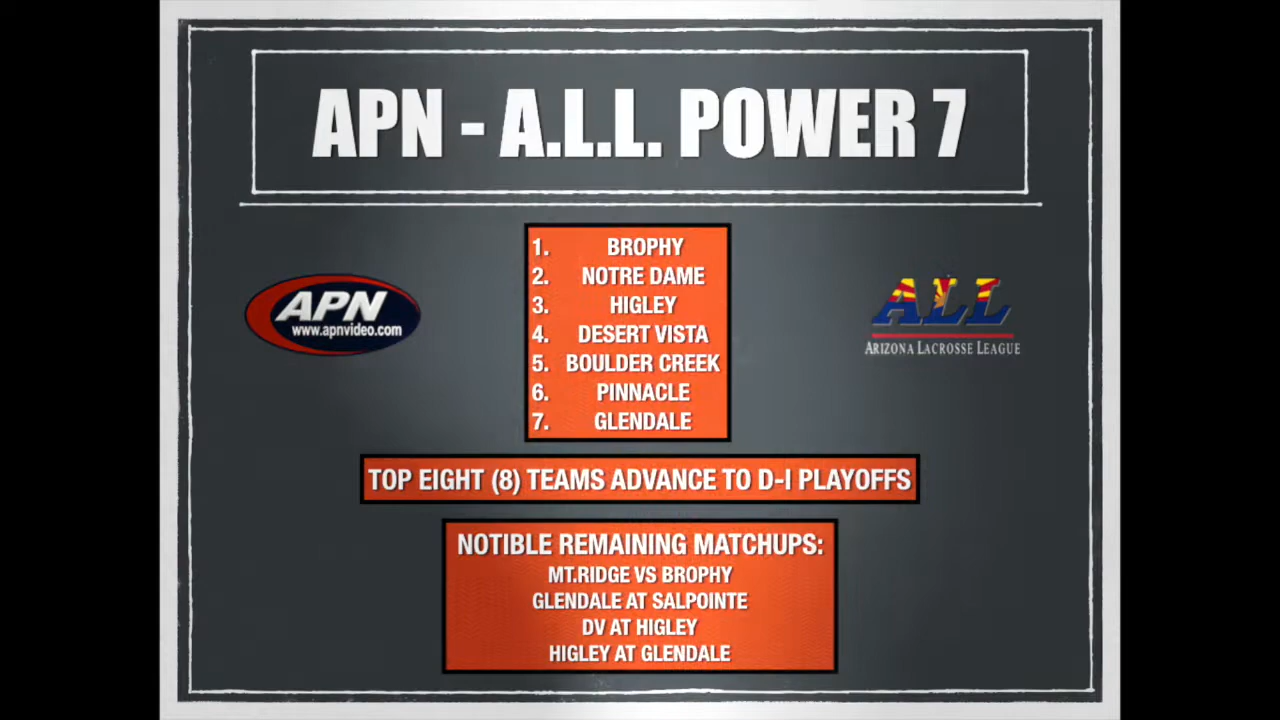 APN - A.L.L. POWER 7
1. BROPHY
2. NOTRE DAME
3. HIGLEY
4. DESERT VISTA
5. BOULDER CREEK
6. PINNACLE
7. GLENDALE
APN
www.apnvideo.com
ALL
ARIZONA LACROSSE LEAGUE
TOP EIGHT (8) TEAMS ADVANCE TO D-I PLAYOFFS
NOTIBLE REMAINING MATCHUPS:
MT.RIDGE VS BROPHY
GLENDALE AT SALPOINTE
DV AT HIGLEY
HIGLEY AT GLENDALE